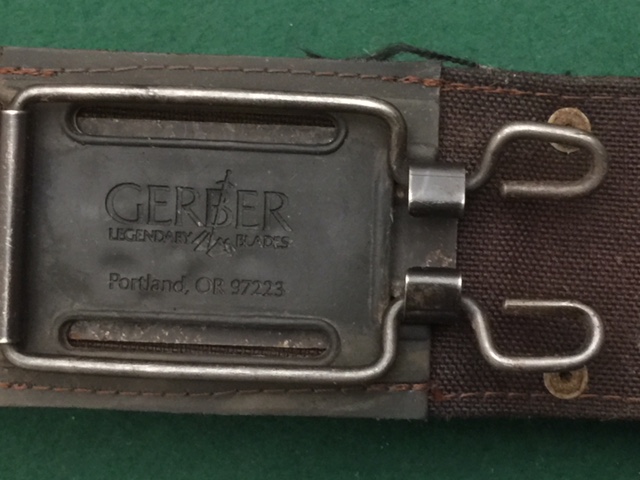 GERBER
LEGENDARY BLADES
Portland, OR 97223